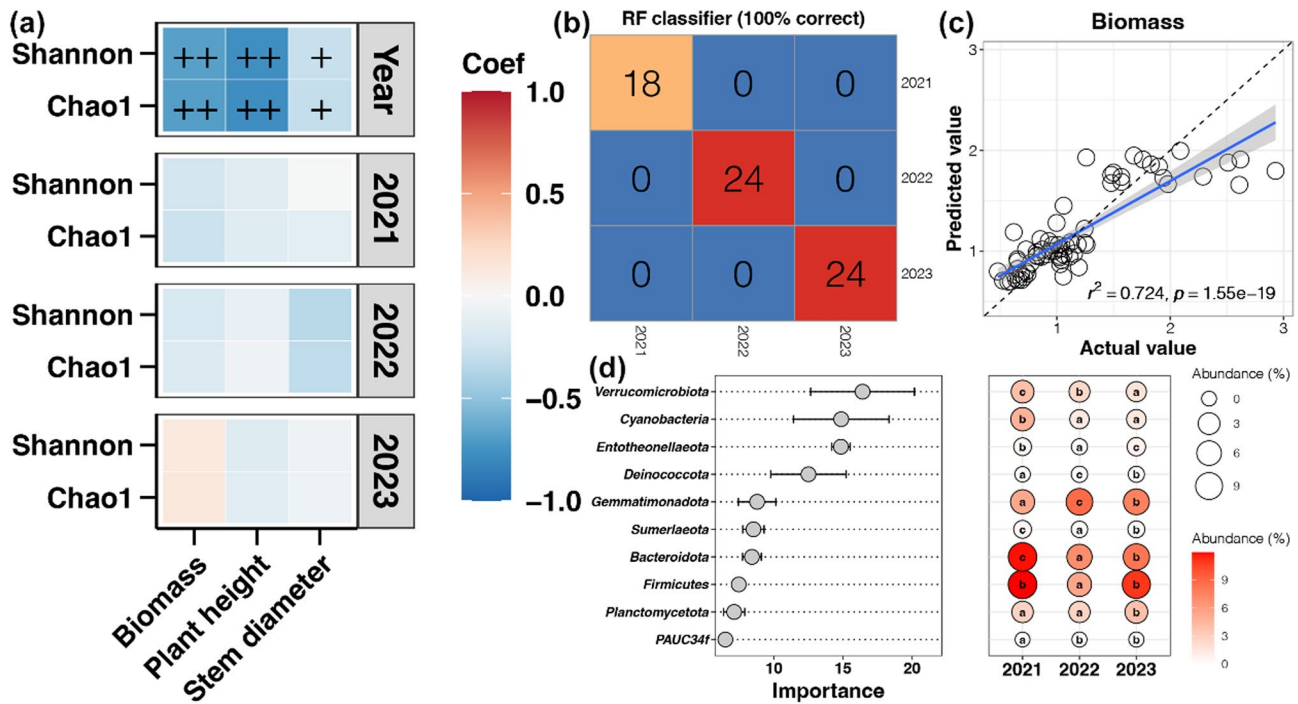 (a)
Shannon
++ ++ +
Chao1
++ ++ +
Year
Shannon
Chao1
2021
Shannon
Chao1
2022
Shannon
Chao1
2023
Biomass
Plant height
Stem diameter
Coef
1.0
0.5
0.0
−0.5
−1.0
(b)
RF classifier (100% correct)
18 0 0 2021
0 24 0 2022
0 0 24 2023
2021 2022 2023
(c)
Biomass
Predicted value
3
2
1
r² = 0.724, p = 1.55e−19
1 2 3
Actual value
(d)
Verrucomicrobiota
Cyanobacteria
Entotheonellaeota
Deinococcota
Gemmatimonadota
Sumerlaeota
Bacteroidota
Firmicutes
Planctomycetota
PAUC34f
10 15 20
Importance
c b a
b a a
b a c
a c b
a c b
c a b
c a b
b a b
a a b
a b b
2021 2022 2023
Abundance (%)
0
3
6
9
Abundance (%)
9
6
3
0